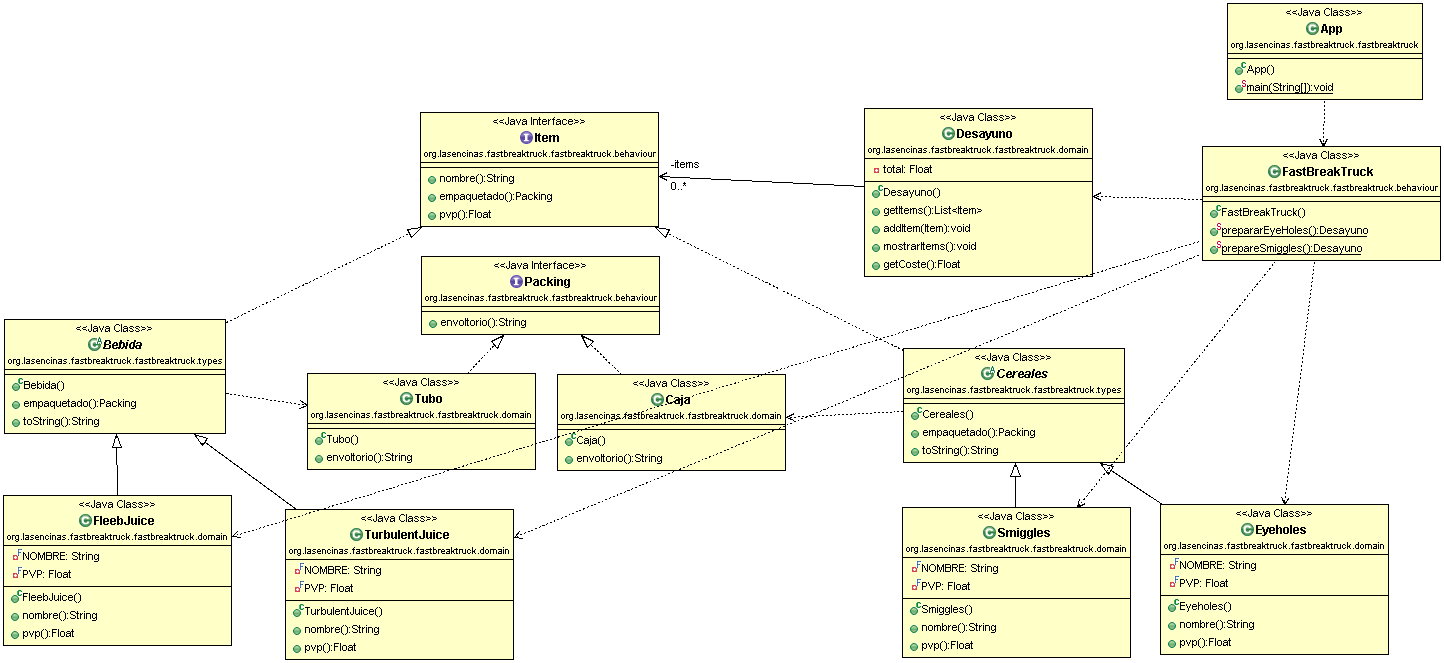 <<Java Class>>
App
org.lasencinas.fastbreaktruck.fastbreaktruck
App()
main(String[]):void
<<Java Interface>>
Item
org.lasencinas.fastbreaktruck.fastbreaktruck.behaviour
nombre():String
empaquetado():Packing
pvp():Float
-items
0..*
<<Java Class>>
Desayuno
org.lasencinas.fastbreaktruck.fastbreaktruck.domain
total: Float
Desayuno()
getItems():List<Item>
addItem(Item):void
mostrarItems():void
getCoste():Float
<<Java Class>>
FastBreakTruck
org.lasencinas.fastbreaktruck.fastbreaktruck.behaviour
FastBreakTruck()
prepararEyeHoles():Desayuno
prepareSmiggles():Desayuno
<<Java Interface>>
Packing
org.lasencinas.fastbreaktruck.fastbreaktruck.behaviour
envoltorio():String
<<Java Class>>
Bebida
org.lasencinas.fastbreaktruck.fastbreaktruck.types
Bebida()
empaquetado():Packing
toString():String
<<Java Class>>
Tubo
org.lasencinas.fastbreaktruck.fastbreaktruck.domain
Tubo()
envoltorio():String
<<Java Class>>
Caja
org.lasencinas.fastbreaktruck.fastbreaktruck.domain
Caja()
envoltorio():String
<<Java Class>>
Cereales
org.lasencinas.fastbreaktruck.fastbreaktruck.types
Cereales()
empaquetado():Packing
toString():String
<<Java Class>>
FleebJuice
org.lasencinas.fastbreaktruck.fastbreaktruck.domain
NOMBRE: String
PVP: Float
FleebJuice()
nombre():String
pvp():Float
<<Java Class>>
TurbulentJuice
org.lasencinas.fastbreaktruck.fastbreaktruck.domain
NOMBRE: String
PVP: Float
TurbulentJuice()
nombre():String
pvp():Float
<<Java Class>>
Smiggles
org.lasencinas.fastbreaktruck.fastbreaktruck.domain
NOMBRE: String
PVP: Float
Smiggles()
nombre():String
pvp():Float
<<Java Class>>
Eyeholes
org.lasencinas.fastbreaktruck.fastbreaktruck.domain
NOMBRE: String
PVP: Float
Eyeholes()
nombre():String
pvp():Float